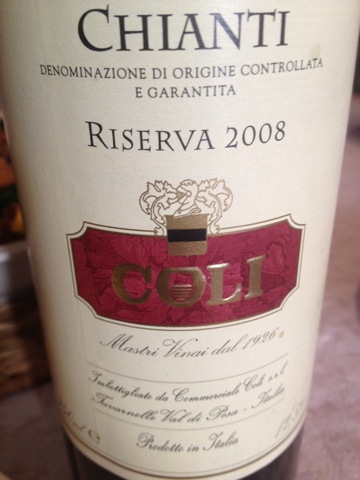 CHIANTI
DENOMINAZIONE DI ORIGINE CONTROLLATA
E GARANTITA
RISERVA 2008
COLI
Mastri Vinai dal 1926
Imbottigliato da Commerciale Coli s.r.l.
Tavarnelle Val di Pesa - Italia
Prodotto in Italia